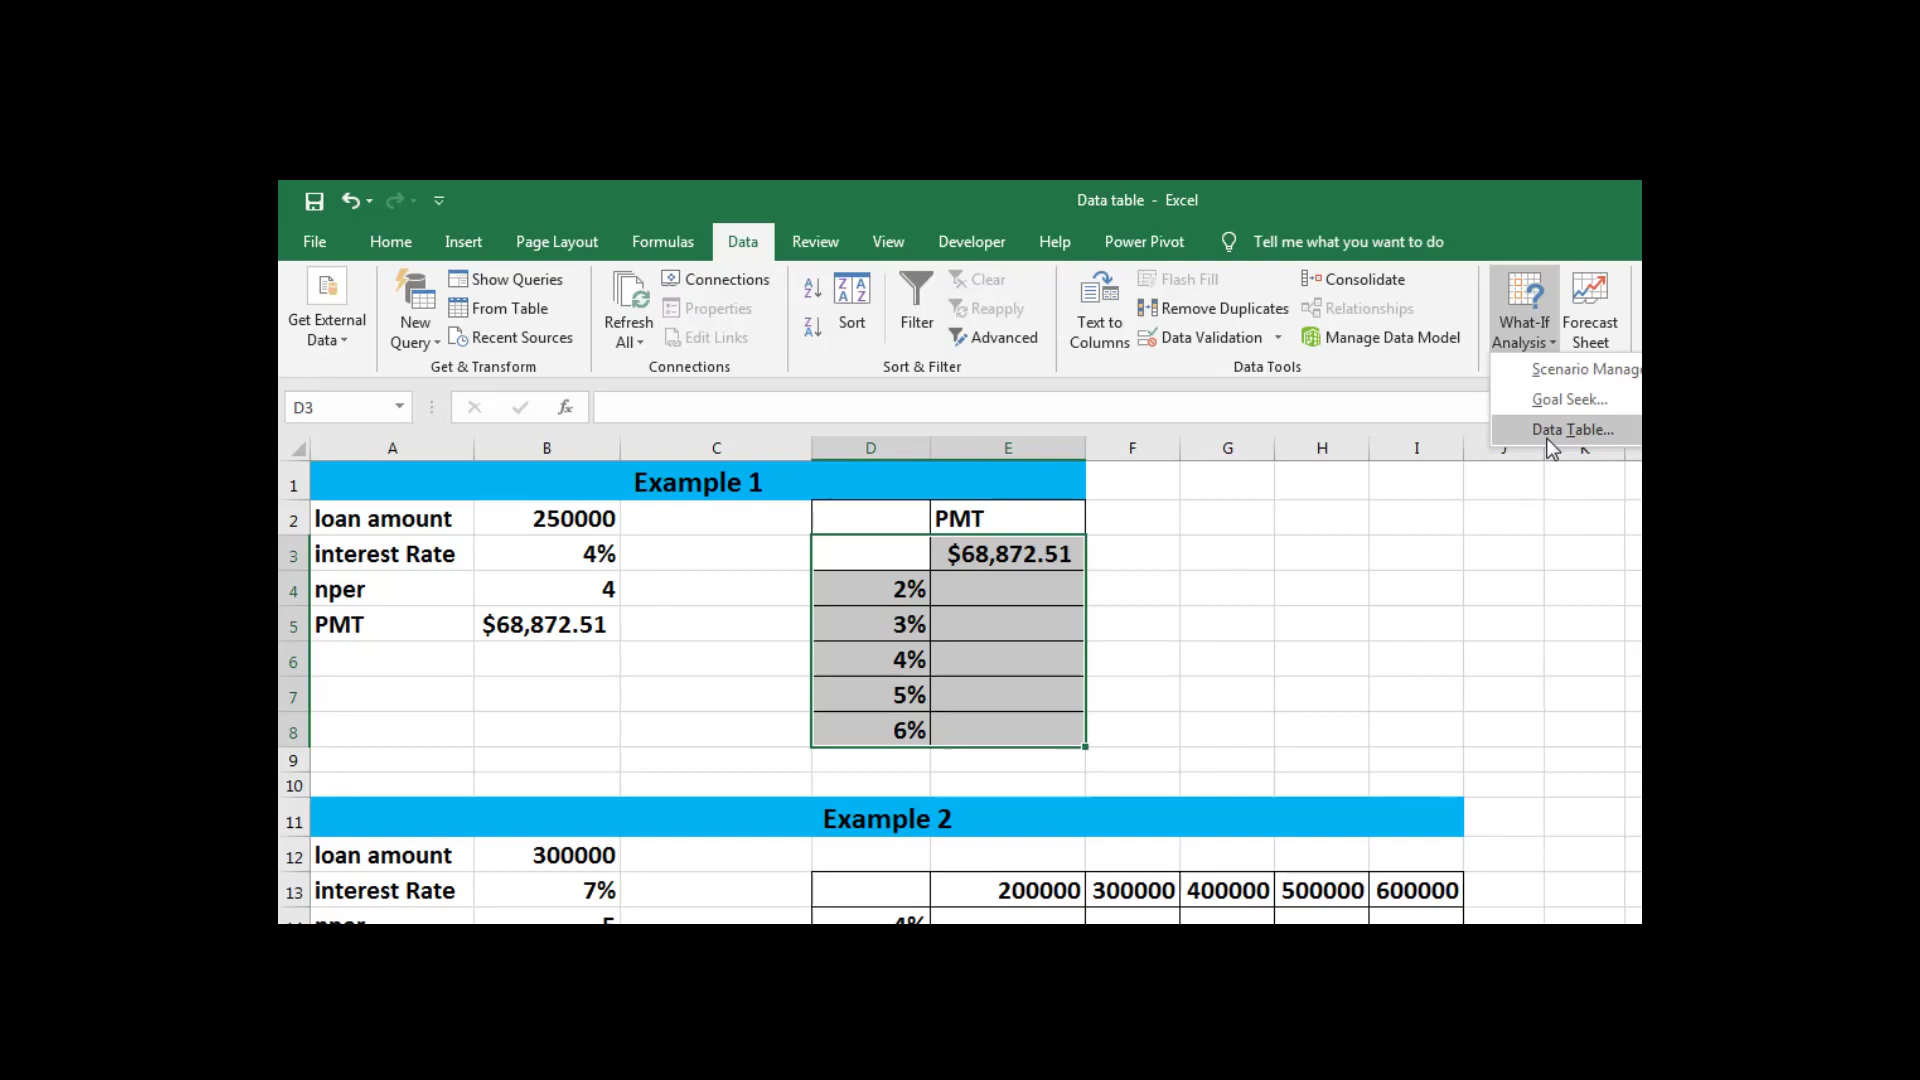 Data table - Excel
File Home Insert Page Layout Formulas Data Review View Developer Help Power Pivot Tell me what you want to do
Get External Data
New Query
Show Queries
From Table
Recent Sources
Get & Transform
Refresh All
Connections
Properties
Edit Links
Connections
Sort
Filter
Clear
Reapply
Advanced
Sort & Filter
Text to Columns
Flash Fill
Remove Duplicates
Data Validation
Consolidate
Relationships
Manage Data Model
Data Tools
What-If Analysis
Forecast Sheet
Scenario Manag
Goal Seek...
Data Table...
D3 fx
A B C D E F G H I J K
1 Example 1
2 loan amount 250000 PMT
3 interest Rate 4% $68,872.51
4 nper 4 2%
5 PMT $68,872.51 3%
6 4%
7 5%
8 6%
9
10
11 Example 2
12 loan amount 300000
13 interest Rate 7% 200000 300000 400000 500000 600000